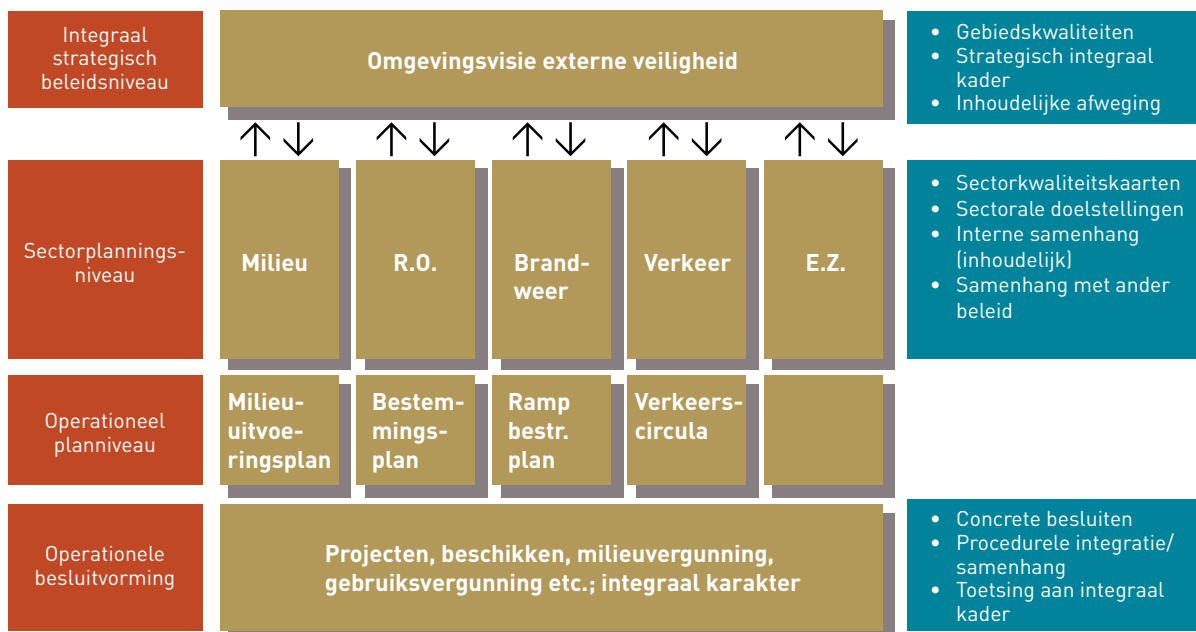 Integraal
strategisch
beleidsniveau
Omgevingsvisie externe veiligheid
• Gebiedskwaliteiten
• Strategisch integraal
kader
• Inhoudelijke afweging
Sectorplannings-
niveau
Milieu
R.O.
Brand-
weer
Verkeer
E.Z.
• Sectorkwaliteitskaarten
• Sectorale doelstellingen
• Interne samenhang
(inhoudelijk)
• Samenhang met ander
beleid
Operationeel
planniveau
Milieu-
uitvoe-
ringsplan
Bestem-
mings-
plan
Ramp
bestr.
plan
Verkeers-
circula
Operationele
besluitvorming
Projecten, beschikken, milieuvergunning,
gebruiksvergunning etc.; integraal karakter
• Concrete besluiten
• Procedurele integratie/
samenhang
• Toetsing aan integraal
kader